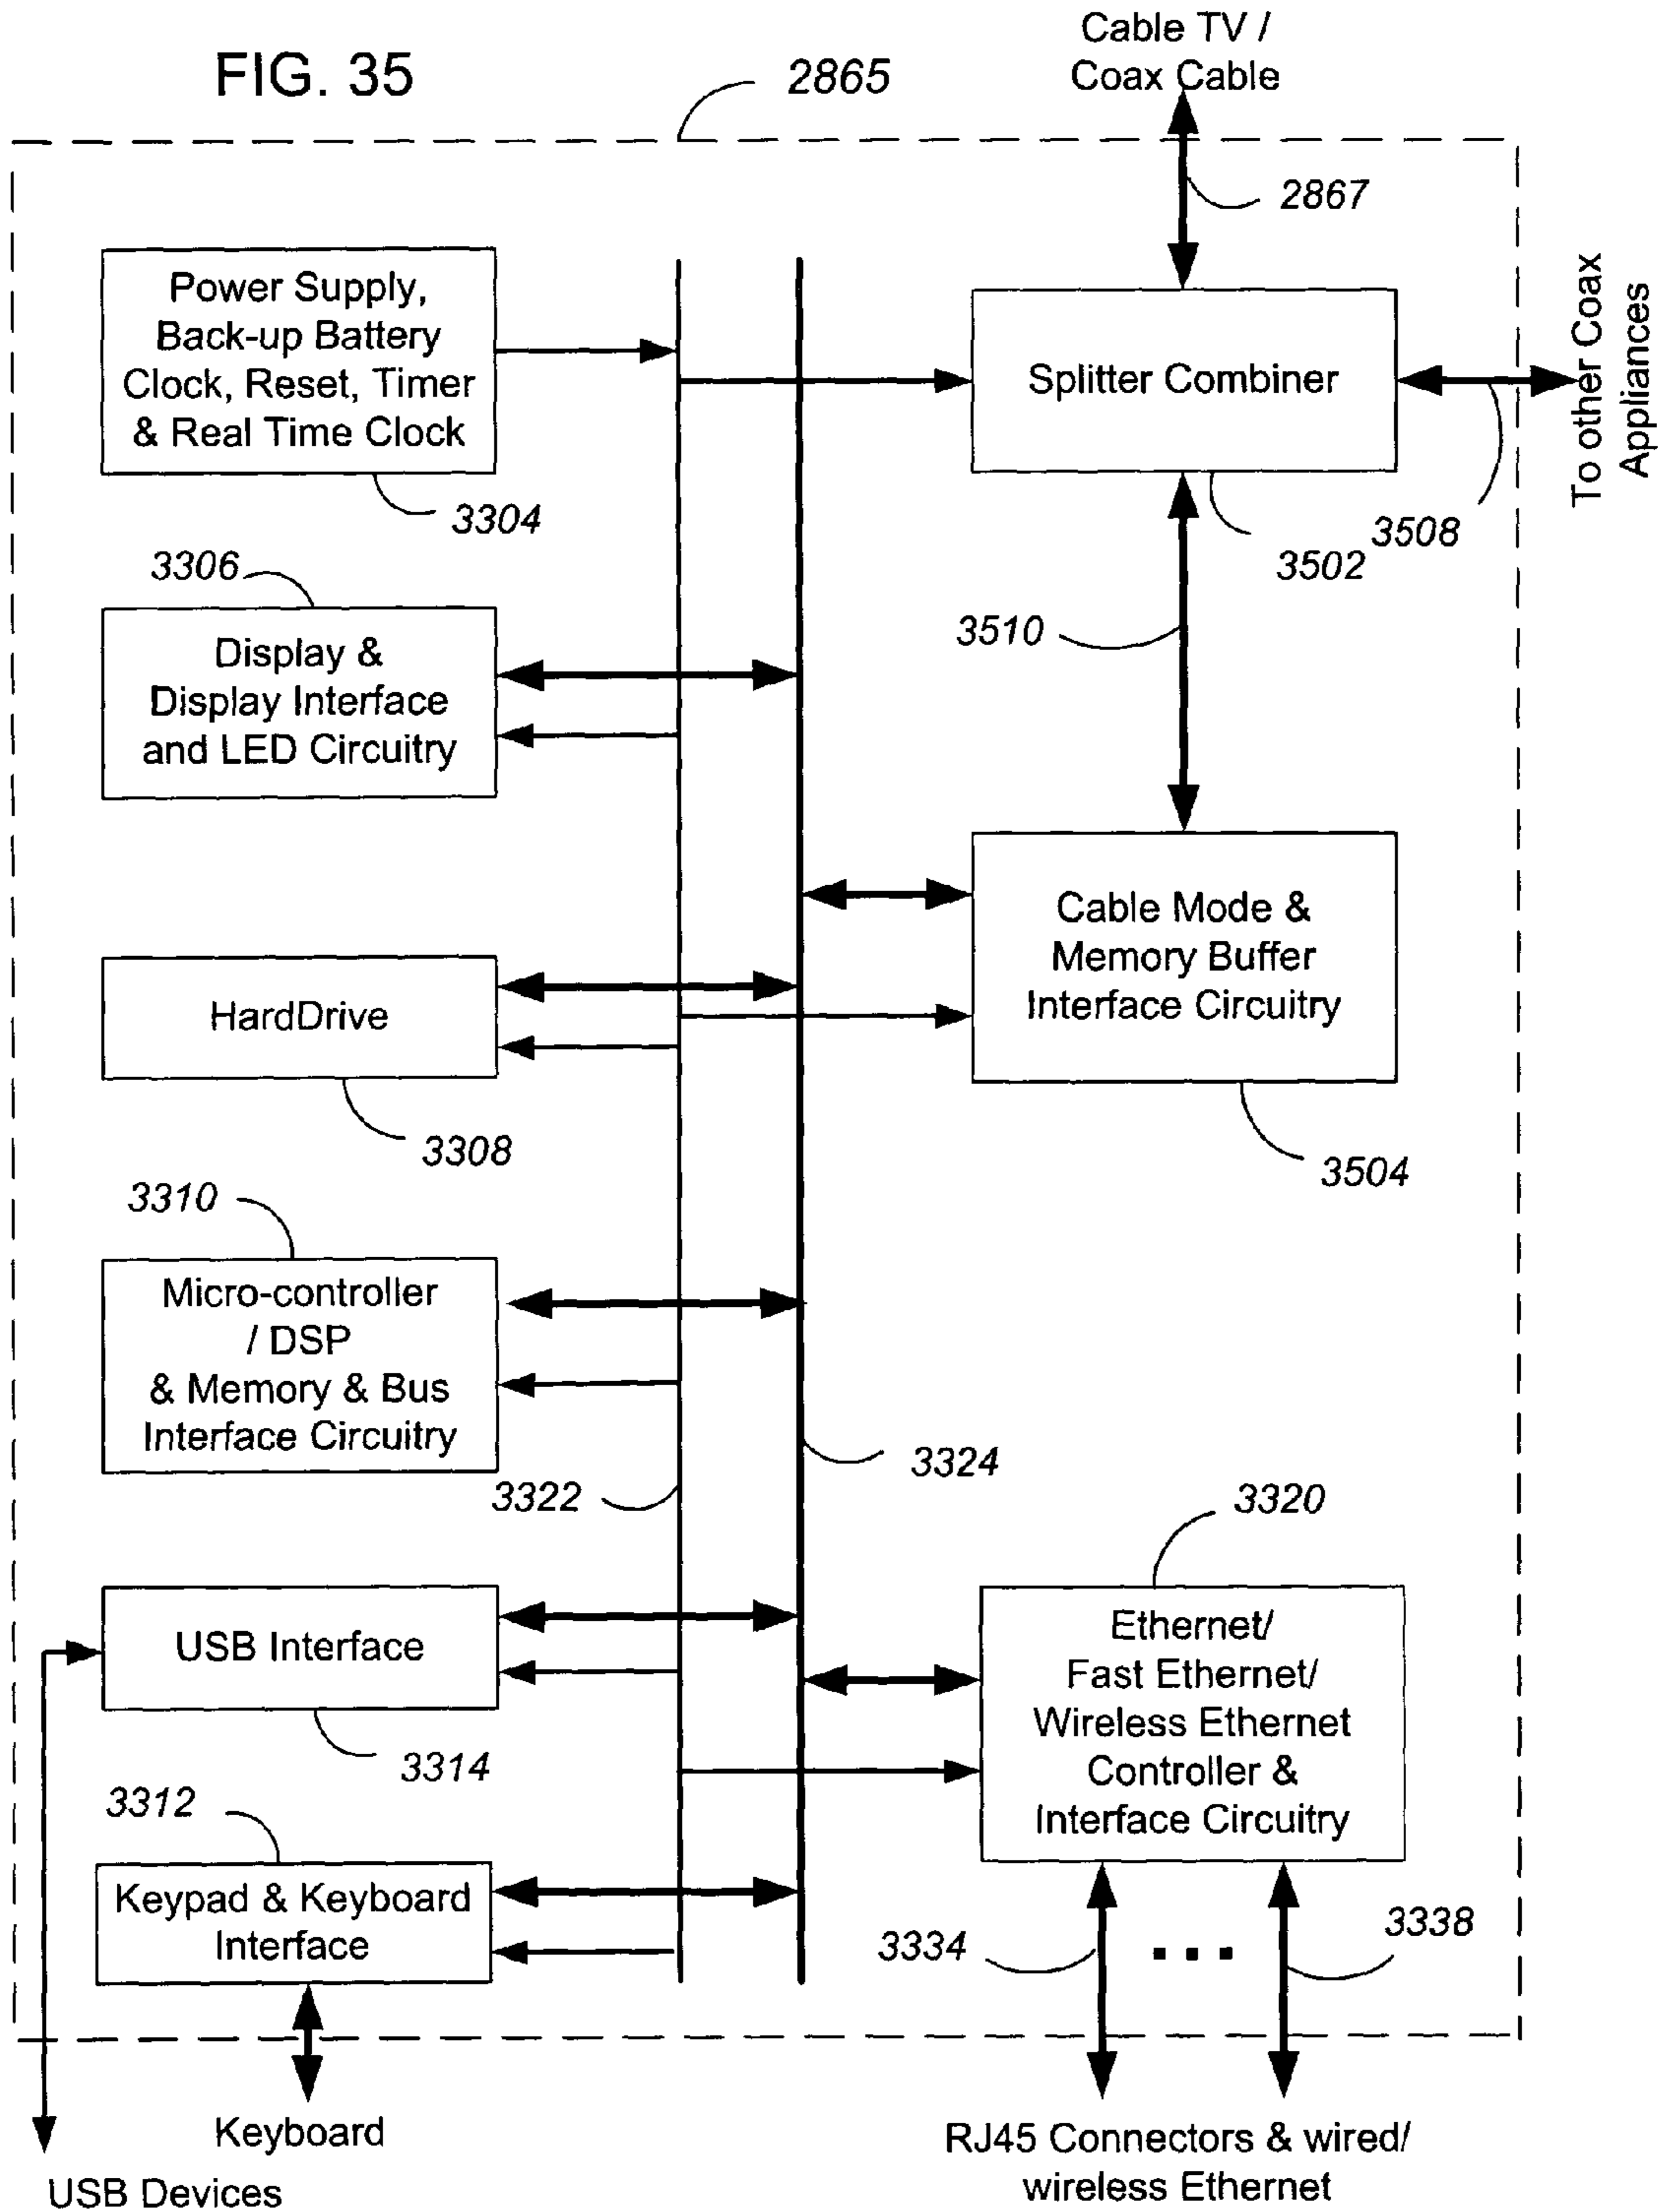 FIG. 35
2865
Cable TV /
Coax Cable
2867
Power Supply,
Back-up Battery
Clock, Reset, Timer
& Real Time Clock
3304
Splitter Combiner
To other Coax
Appliances
3508
3502
3306
Display &
Display Interface
and LED Circuitry
3510
HardDrive
3308
Cable Mode &
Memory Buffer
Interface Circuitry
3504
3310
Micro-controller
/ DSP
& Memory & Bus
Interface Circuitry
3322
3324
3320
USB Interface
3314
Ethernet/
Fast Ethernet/
Wireless Ethernet
Controller &
Interface Circuitry
3312
Keypad & Keyboard
Interface
3334
...
3338
Keyboard
USB Devices
RJ45 Connectors & wired/
wireless Ethernet